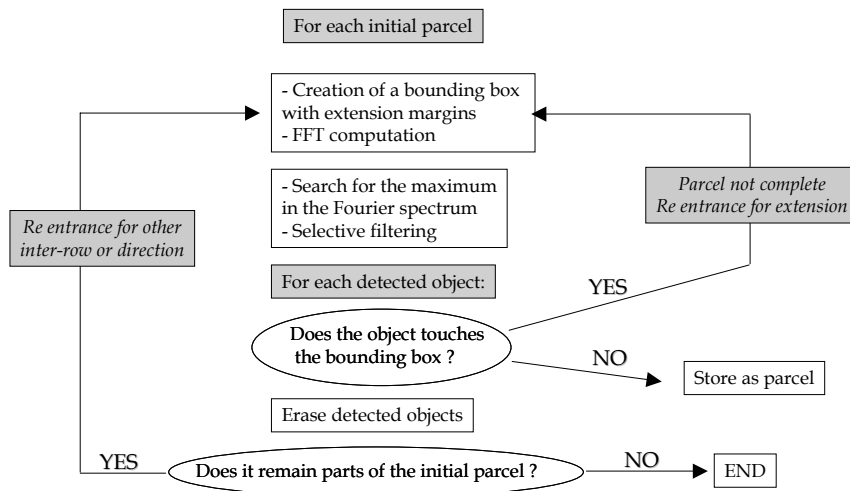 For each initial parcel
- Creation of a bounding box
with extension margins
- FFT computation
- Search for the maximum
in the Fourier spectrum
- Selective filtering
Parcel not complete
Re entrance for extension
Re entrance for other
inter-row or direction
For each detected object:
YES
Does the object touches
the bounding box ?
NO
Store as parcel
Erase detected objects
YES
Does it remain parts of the initial parcel ?
NO
END